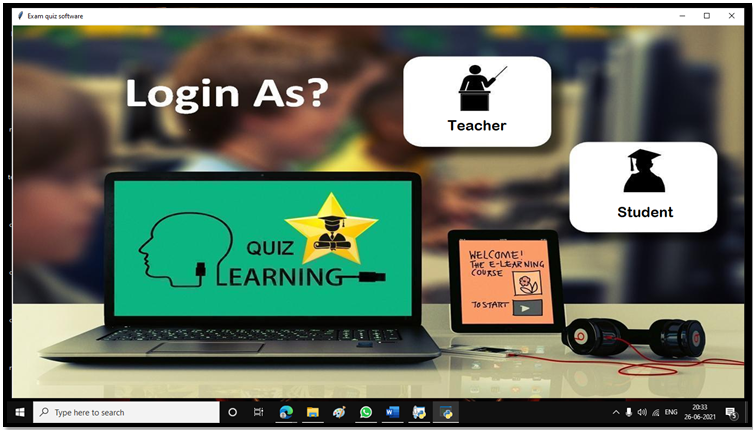 Exam quiz software
Login As?
Teacher
Student
QUIZ
LEARNING
WELCOME!
THE E-LEARNING
COURSE
TO START
Type here to search
ENG
20:33
26-06-2021
5